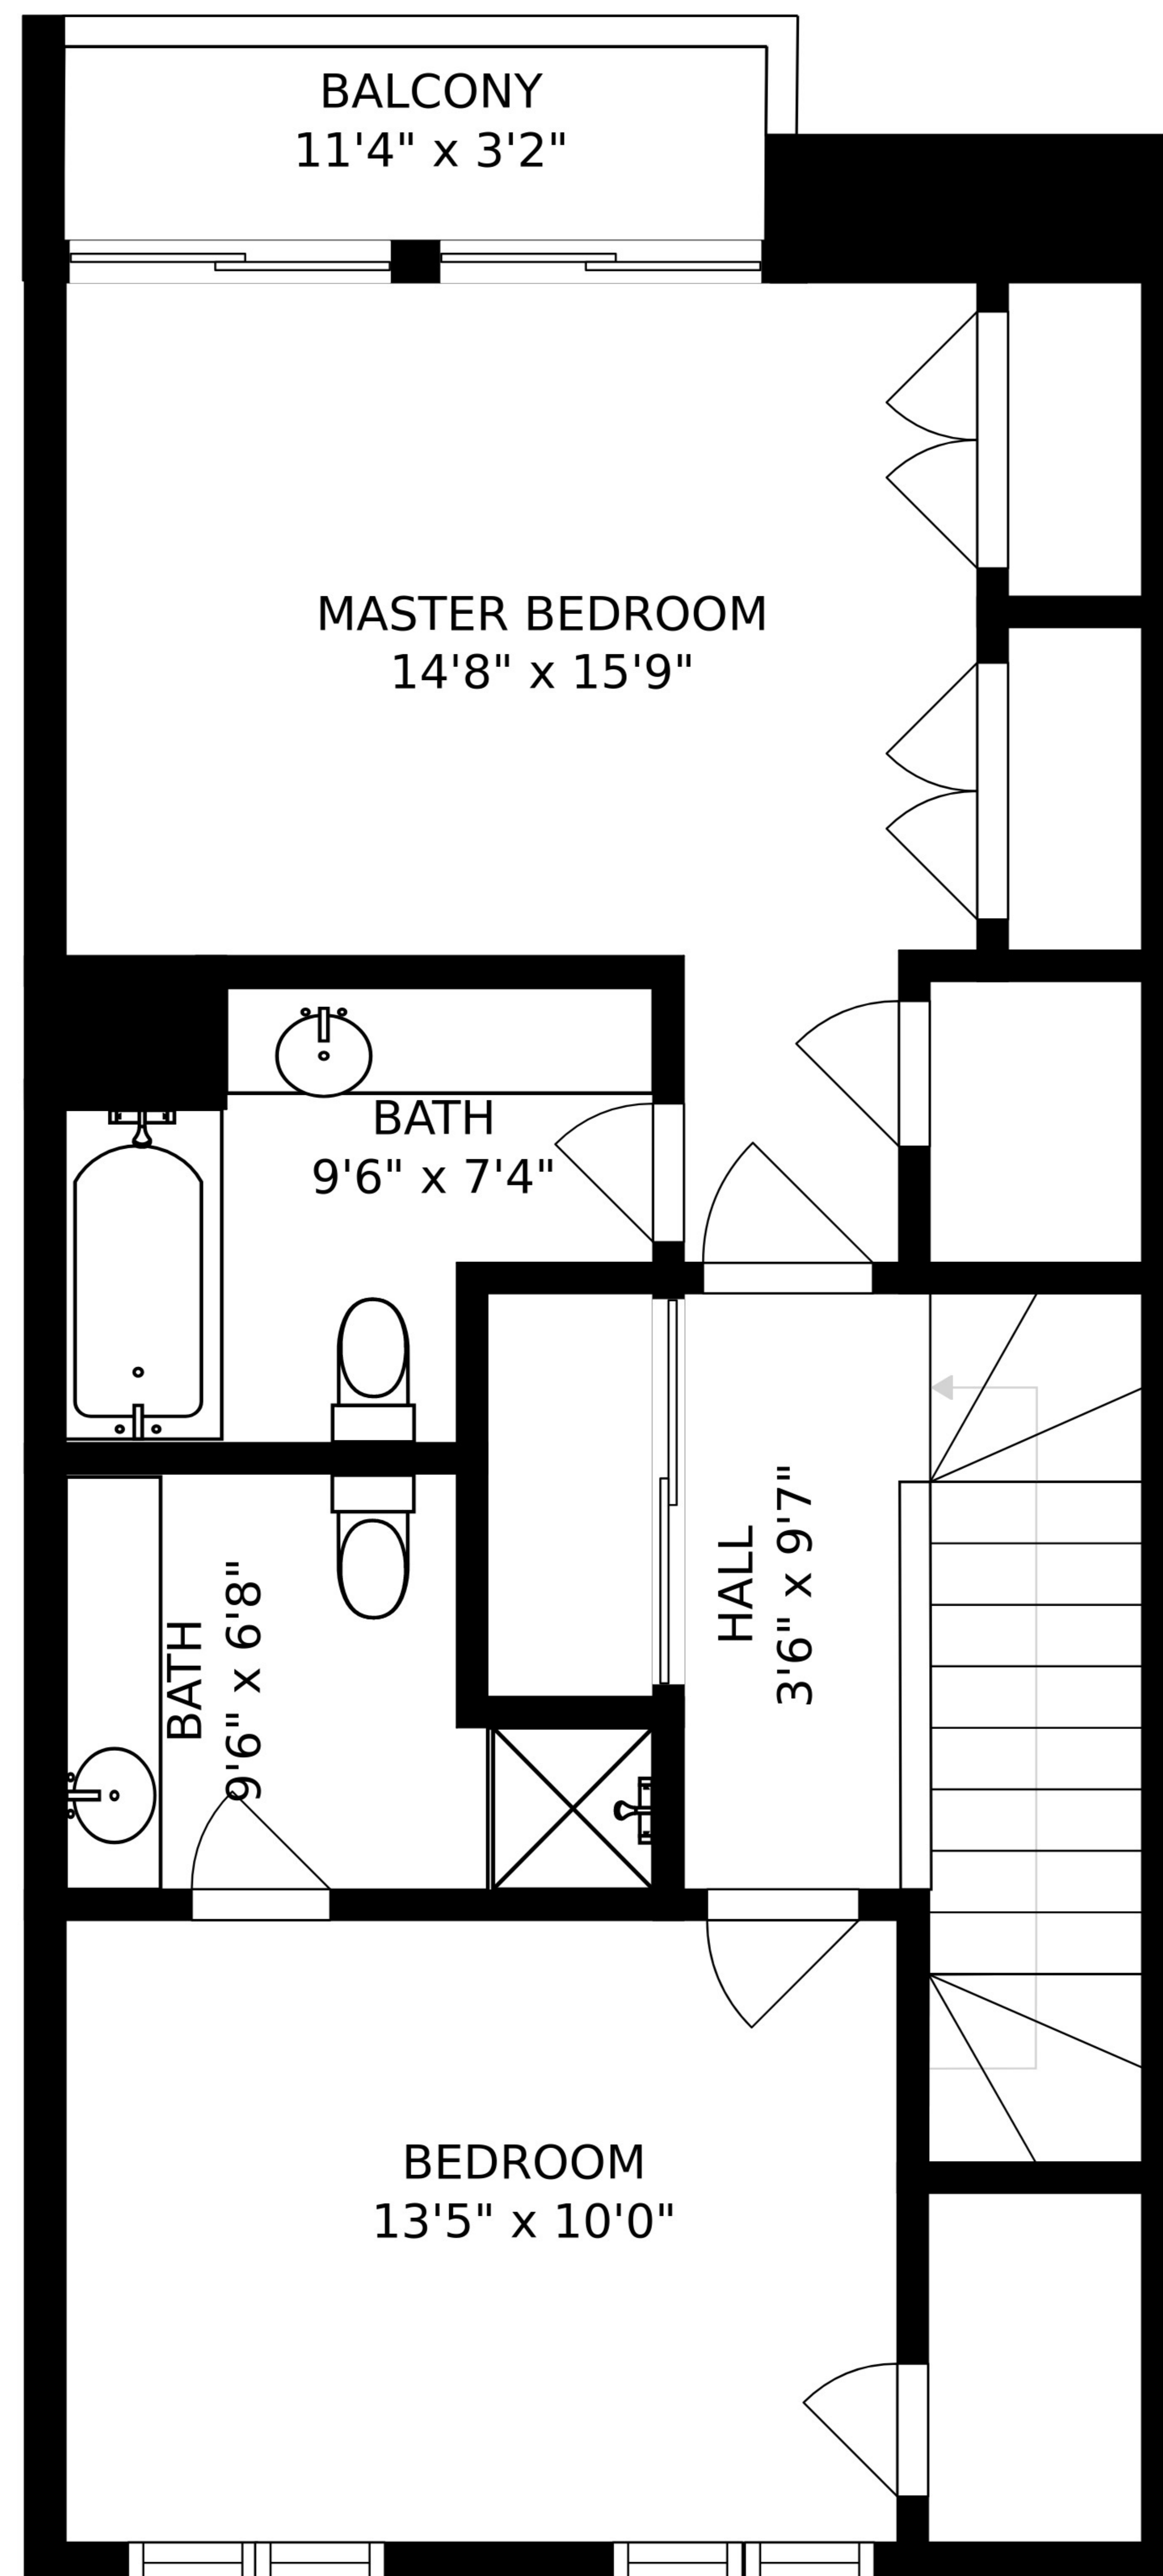 BALCONY
11'4" x 3'2"
MASTER BEDROOM
14'8" x 15'9"
BATH
9'6" x 7'4"
HALL
3'6" x 9'7"
BATH
9'6" x 6'8"
BEDROOM
13'5" x 10'0"